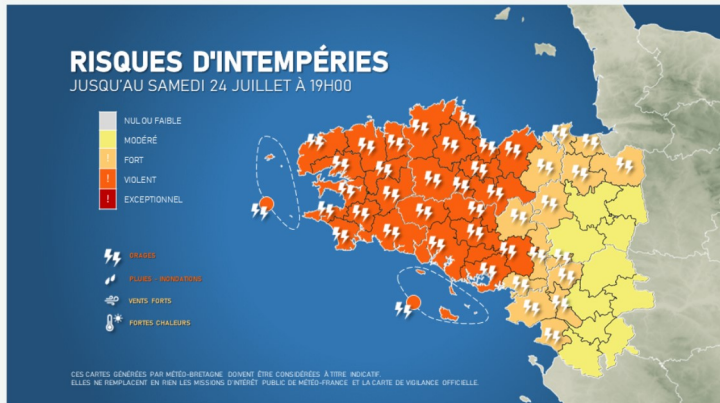 RISQUES D'INTEMPÉRIES
JUSQU'AU SAMEDI 24 JUILLET À 19H00
NUL OU FAIBLE
MODÉRÉ
FORT
! VIOLENT
! EXCEPTIONNEL
ORAGES
PLUIES - INONDATIONS
VENTS FORTS
FORTES CHALEURS
CES CARTES GÉNÉRÉES PAR MÉTÉO-BRETAGNE DOIVENT ÊTRE CONSIDÉRÉES À TITRE INDICATIF.
ELLES NE REMPLACENT EN RIEN LES MISSIONS D'INTÉRÊT PUBLIC DE MÉTÉO-FRANCE ET LA CARTE DE VIGILANCE OFFICIELLE.